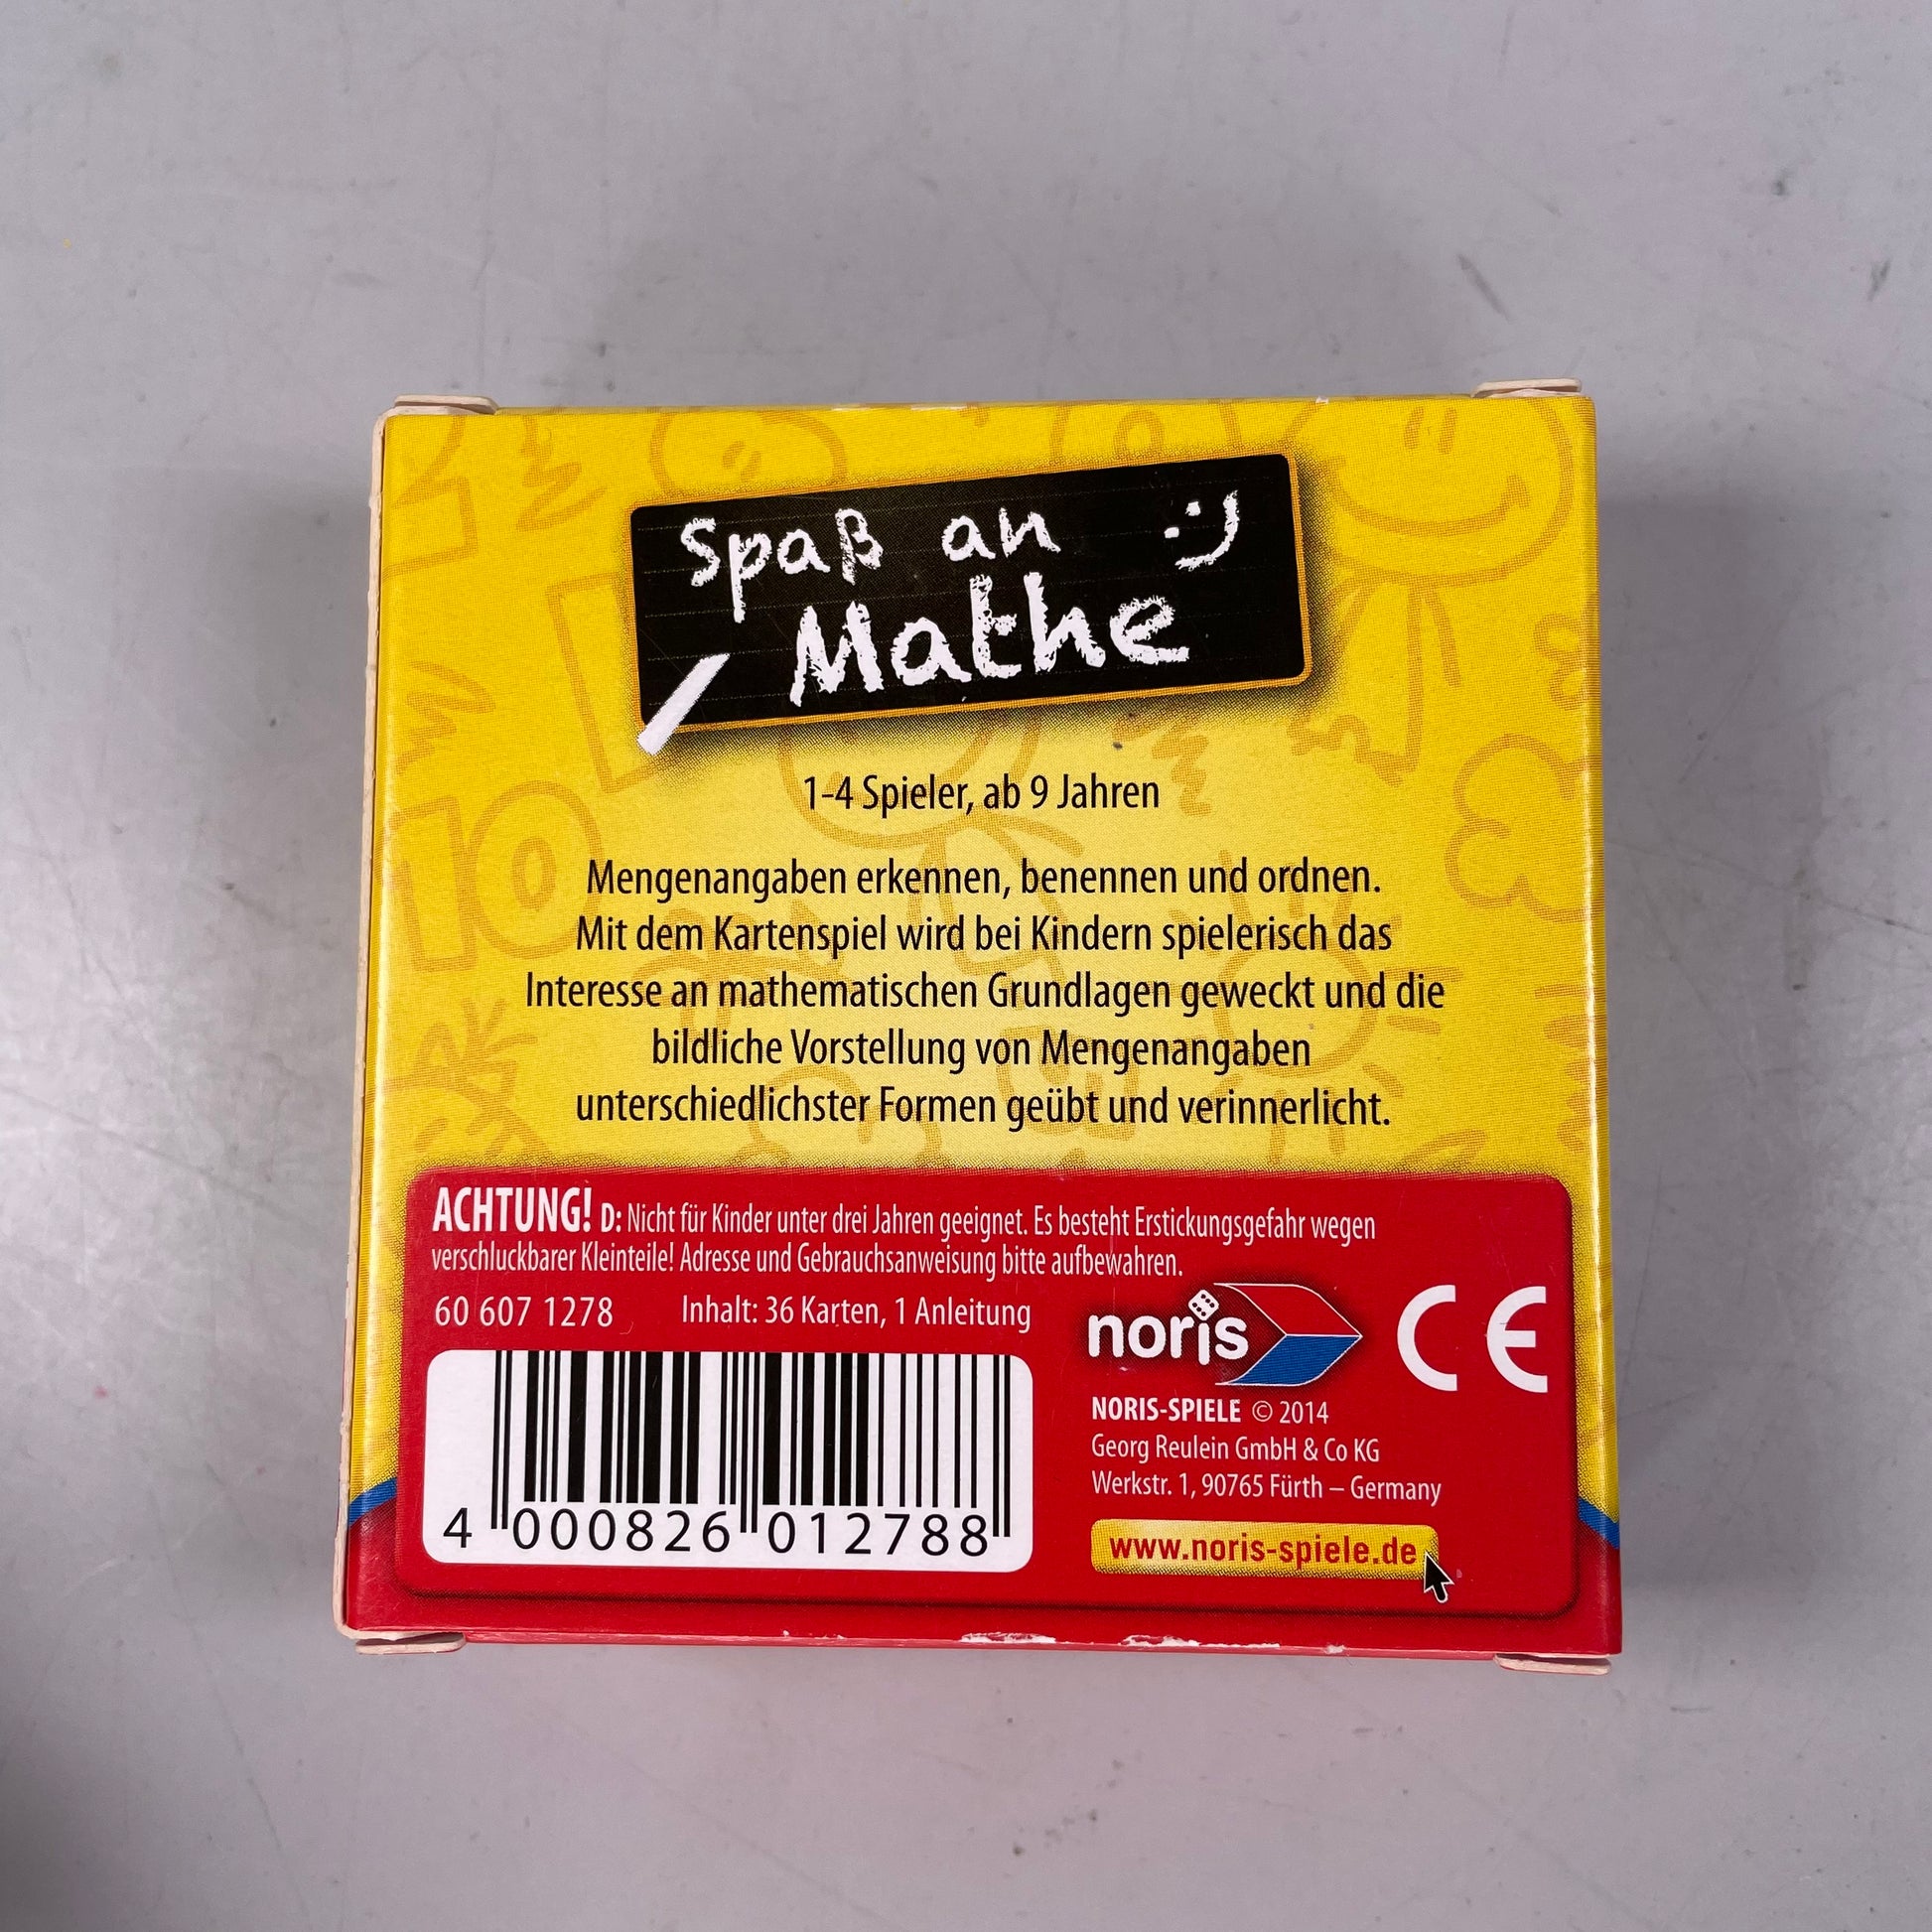 Spaß an :)
Mathe
1-4 Spieler, ab 9 Jahren
Mengenangaben erkennen, benennen und ordnen.
Mit dem Kartenspiel wird bei Kindern spielerisch das
Interesse an mathematischen Grundlagen geweckt und die
bildliche Vorstellung von Mengenangaben
unterschiedlichster Formen geübt und verinnerlicht.
ACHTUNG! D: Nicht für Kinder unter drei Jahren geeignet. Es besteht Erstickungsgefahr wegen
verschluckbarer Kleinteile! Adresse und Gebrauchsanweisung bitte aufbewahren.
60 607 1278 Inhalt: 36 Karten, 1 Anleitung
4 000826 012788
noris CE
NORIS-SPIELE © 2014
Georg Reulein GmbH & Co KG
Werkstr. 1, 90765 Fürth – Germany
www.noris-spiele.de